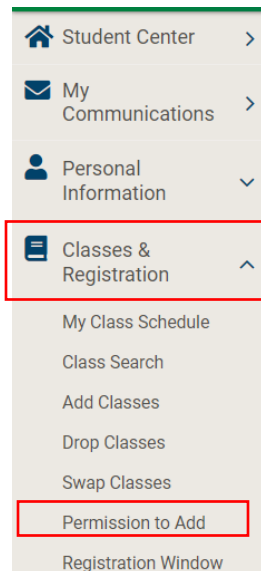 Student Center
My
Communications
Personal
Information
Classes &
Registration
My Class Schedule
Class Search
Add Classes
Drop Classes
Swap Classes
Permission to Add
Registration Window